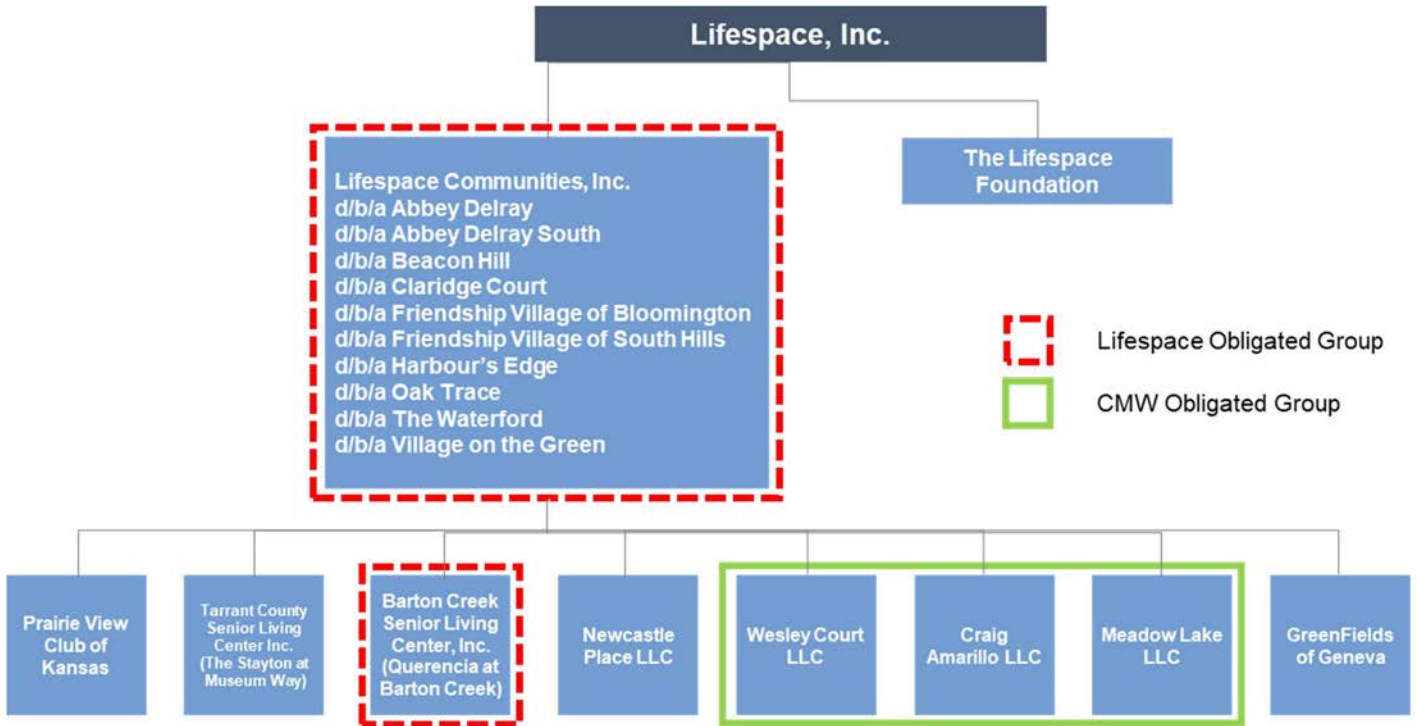 Lifespace, Inc.
Lifespace Communities, Inc.
d/b/a Abbey Delray
d/b/a Abbey Delray South
d/b/a Beacon Hill
d/b/a Claridge Court
d/b/a Friendship Village of Bloomington
d/b/a Friendship Village of South Hills
d/b/a Harbour's Edge
d/b/a Oak Trace
d/b/a The Waterford
d/b/a Village on the Green
The Lifespace
Foundation
Lifespace Obligated Group
CMW Obligated Group
Prairie View
Club of
Kansas
Tarrant County
Senior Living
Center Inc.
(The Stayton at
Museum Way)
Barton Creek
Senior Living
Center, Inc.
(Querencia at
Barton Creek)
Newcastle
Place LLC
Wesley Court
LLC
Craig
Amarillo LLC
Meadow Lake
LLC
GreenFields
of Geneva